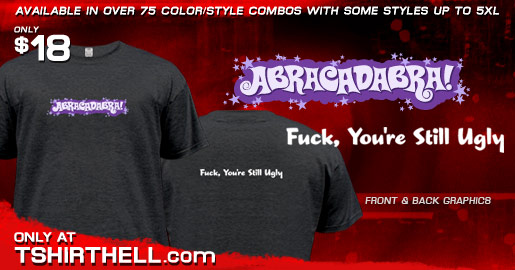 AVAILABLE IN OVER 75 COLOR/STYLE COMBOS WITH SOME STYLES UP TO 5XL
ONLY
$18
ABRACADABRA!
ABRACADABRA!
Fuck, You're Still Ugly
Fuck, You're Still Ugly
FRONT & BACK GRAPHICS
ONLY AT
TSHIRTHELL.com